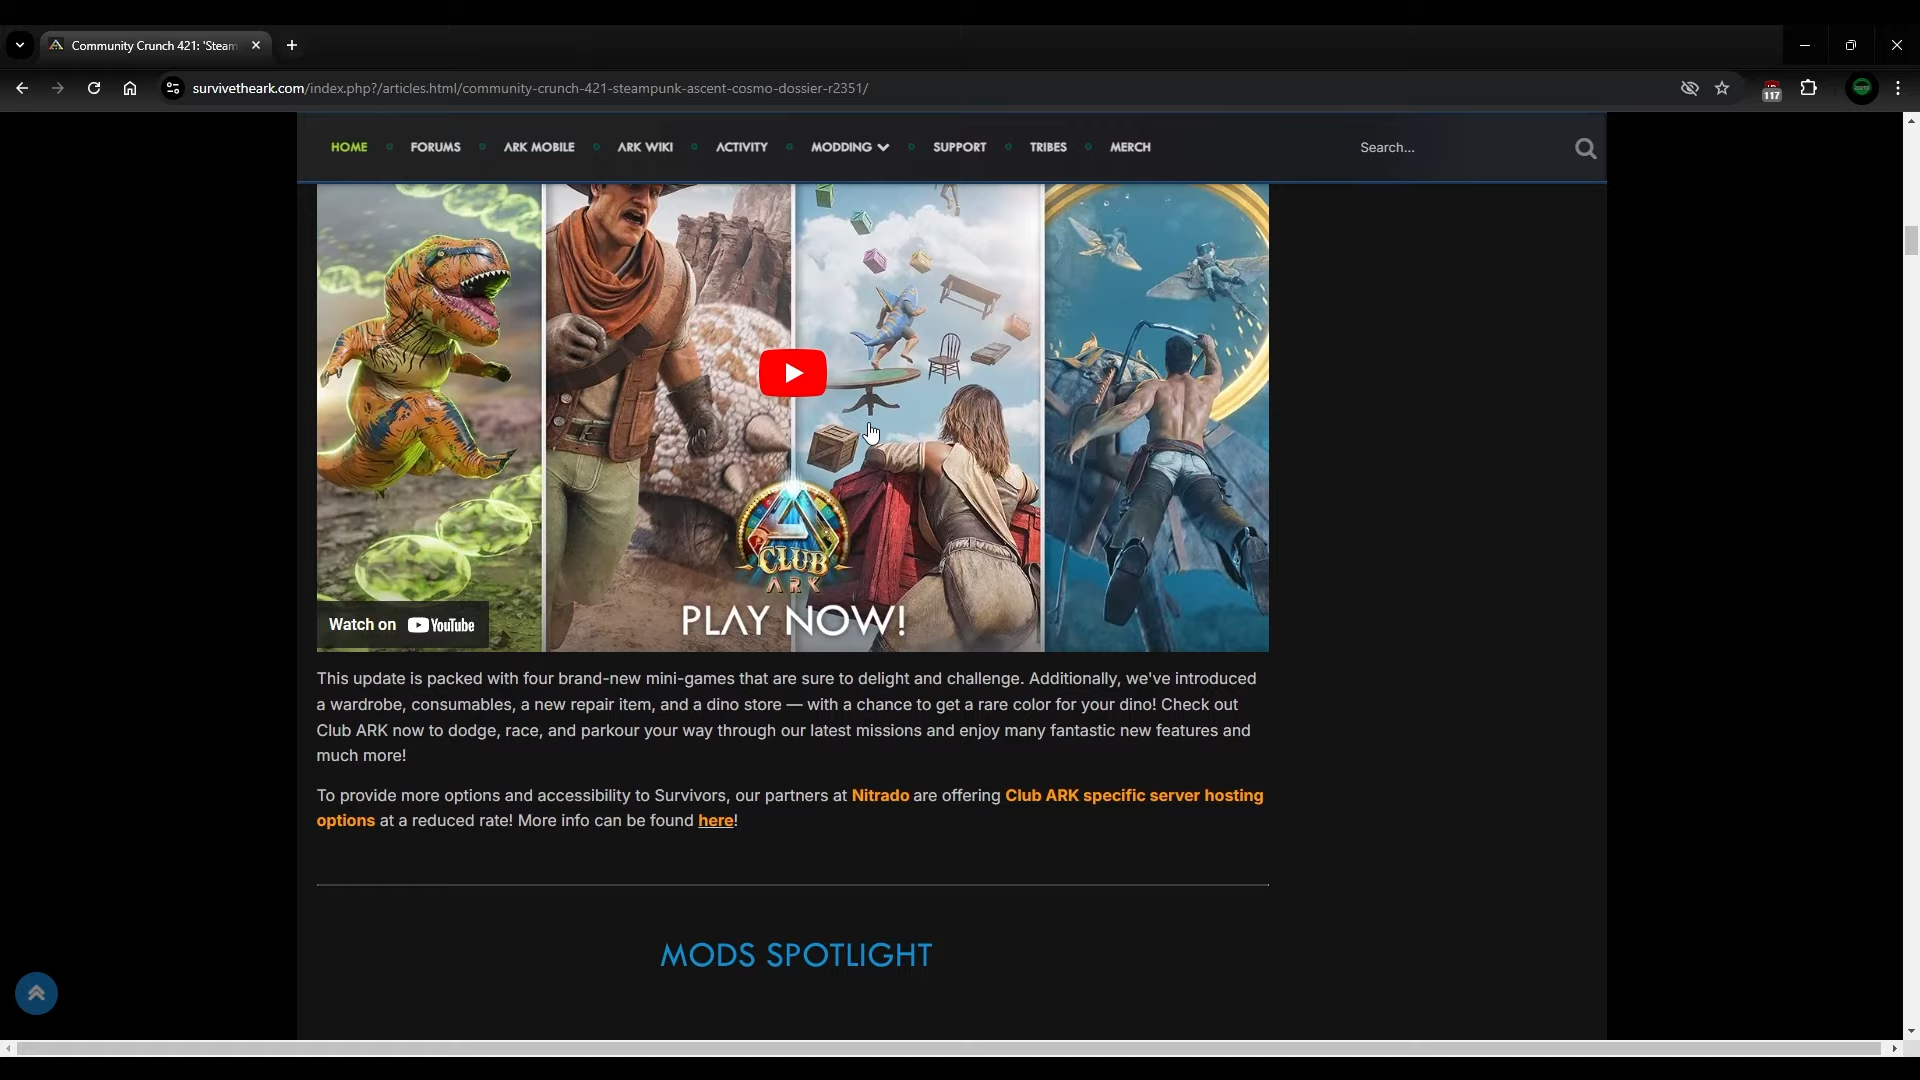 Community Crunch 421: 'Steam
survivetheark.com/index.php?/articles.html/community-crunch-421-steampunk-ascent-cosmo-dossier-r2351/
117
HOME FORUMS ARK MOBILE ARK WIKI ACTIVITY MODDING SUPPORT TRIBES MERCH Search...
CLUB
ARK
PLAY NOW!
Watch on YouTube
This update is packed with four brand-new mini-games that are sure to delight and challenge. Additionally, we've introduced
a wardrobe, consumables, a new repair item, and a dino store — with a chance to get a rare color for your dino! Check out
Club ARK now to dodge, race, and parkour your way through our latest missions and enjoy many fantastic new features and
much more!
To provide more options and accessibility to Survivors, our partners at Nitrado are offering Club ARK specific server hosting
options at a reduced rate! More info can be found here!
MODS SPOTLIGHT